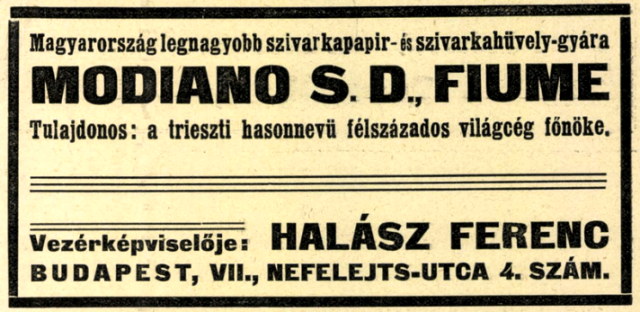 Magyarország legnagyobb szivarkapapir- és szivarkahüvely-gyára
MODIANO S. D., FIUME
Tulajdonos: a trieszti hasonnevü félszázados világcég főnöke.
Vezérképviselője: HALÁSZ FERENC
BUDAPEST, VII., NEFELEJTS-UTCA 4. SZÁM.